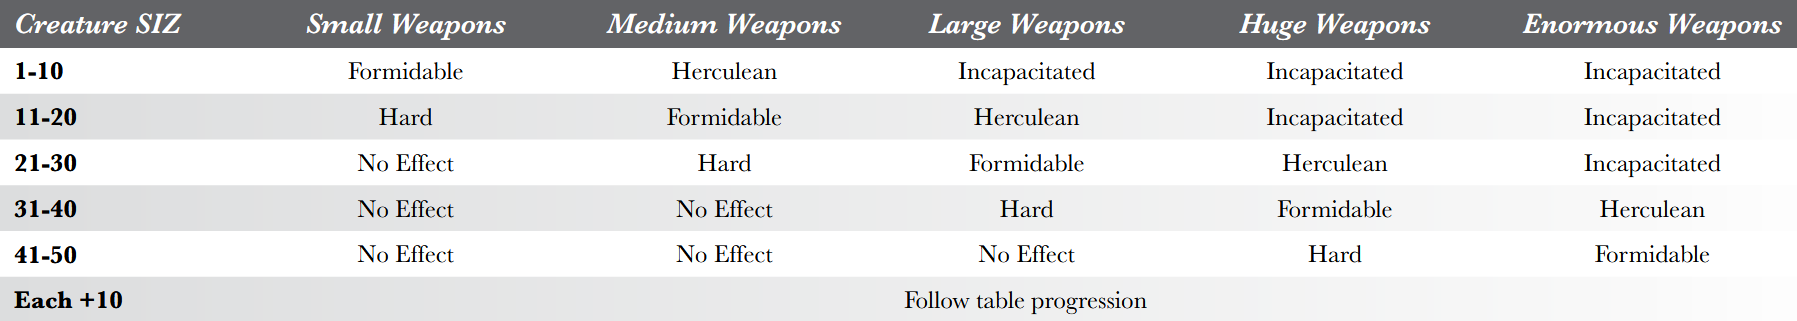 Creature SIZ Small Weapons Medium Weapons Large Weapons Huge Weapons Enormous Weapons
1-10 Formidable Herculean Incapacitated Incapacitated Incapacitated
11-20 Hard Formidable Herculean Incapacitated Incapacitated
21-30 No Effect Hard Formidable Herculean Incapacitated
31-40 No Effect No Effect Hard Formidable Herculean
41-50 No Effect No Effect No Effect Hard Formidable
Each +10 Follow table progression